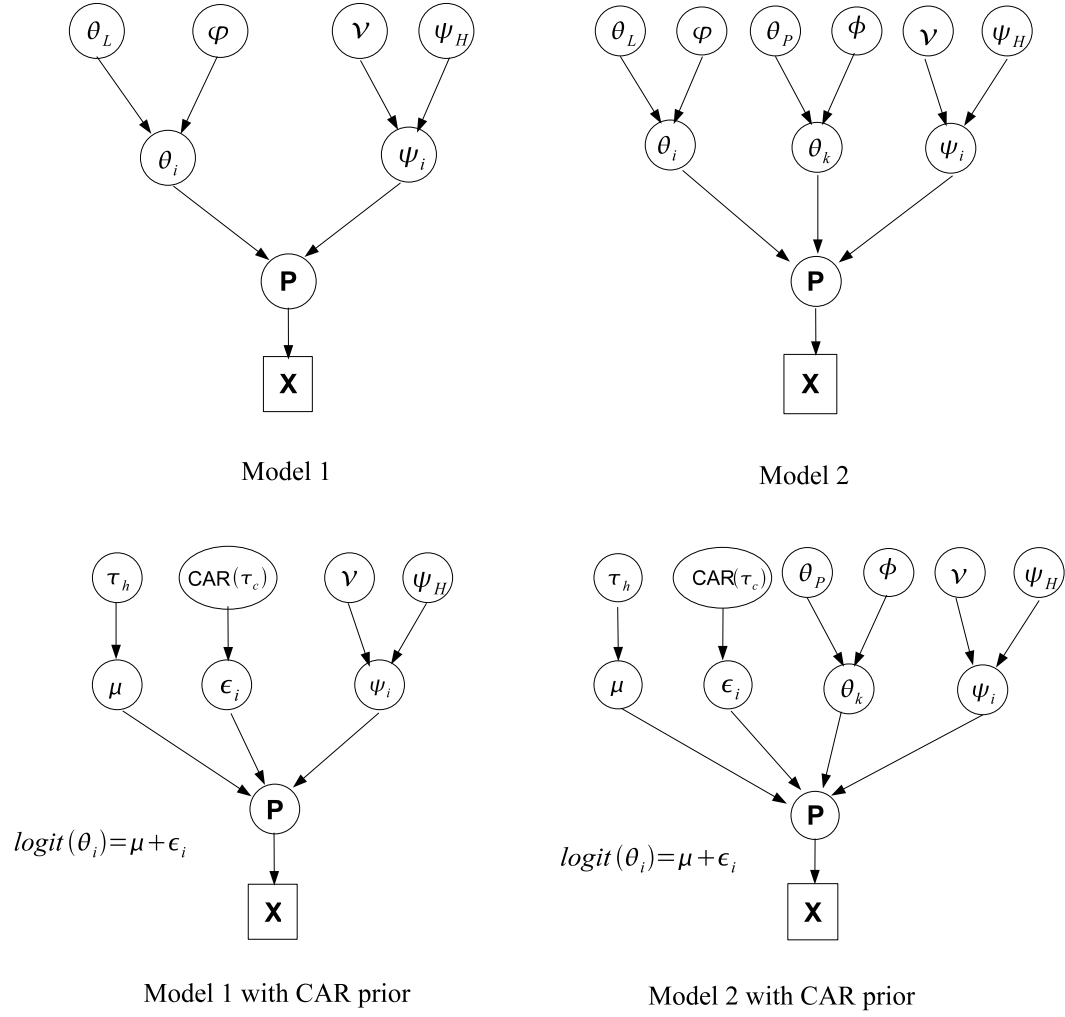 θ_L φ ν ψ_H
θ_i ψ_i
P
X
Model 1
θ_L φ θ_P ϕ ν ψ_H
θ_i θ_k ψ_i
P
X
Model 2
τ_h CAR(τ_c) ν ψ_H
μ ϵ_i ψ_i
P
logit(θ_i)=μ+ϵ_i
X
Model 1 with CAR prior
τ_h CAR(τ_c) θ_P ϕ ν ψ_H
μ ϵ_i θ_k ψ_i
P
logit(θ_i)=μ+ϵ_i
X
Model 2 with CAR prior